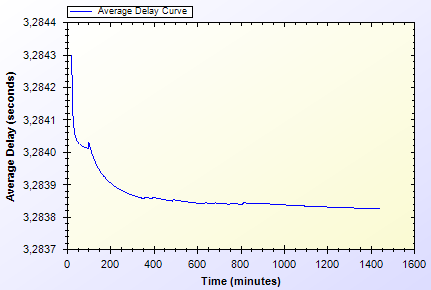 Average Delay Curve
3,2844
3,2843
3,2842
3,2841
3,2840
3,2839
3,2838
3,2837
Average Delay (seconds)
0 200 400 600 800 1000 1200 1400 1600
Time (minutes)